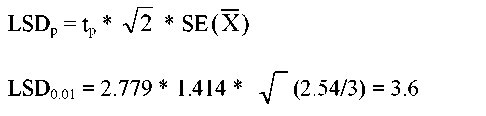 LSDp = tp * √2 * SE(X̅)
LSD0.01 = 2.779 * 1.414 * √ (2.54/3) = 3.6